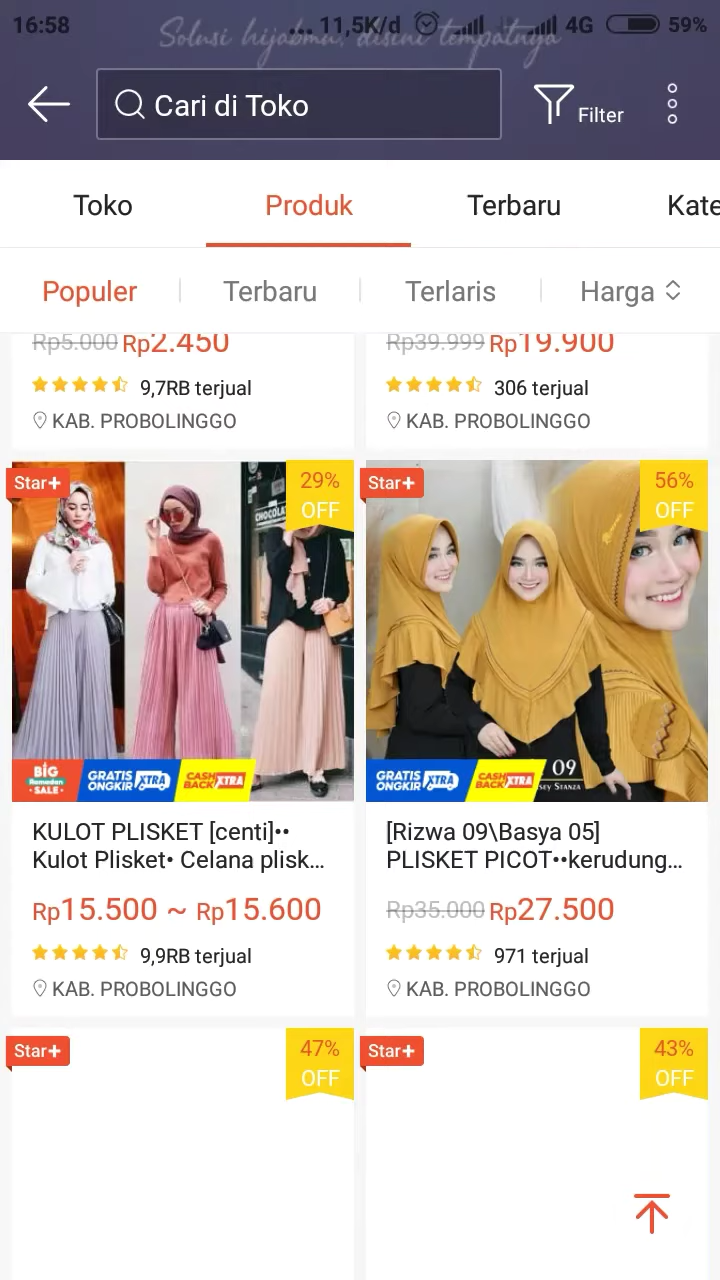 16:58
... 11,5K/d 4G 59%
Solusi hijabmu, disini tempatnya
Cari di Toko
Filter
Toko Produk Terbaru Kate
Populer Terbaru Terlaris Harga
Rp5.000 Rp2.450
9,7RB terjual
KAB. PROBOLINGGO
Rp39.999 Rp19.900
306 terjual
KAB. PROBOLINGGO
Star+
29%
OFF
CHOCOLA
BIG
Ramadan
SALE
GRATIS
ONGKIR XTRA
CASH
BACK XTRA
KULOT PLISKET [centi]••
Kulot Plisket• Celana plisk...
Rp15.500 ~ Rp15.600
9,9RB terjual
KAB. PROBOLINGGO
Star+
56%
OFF
GRATIS
ONGKIR XTRA
CASH
BACK XTRA
09
SEY STANZA
[Rizwa 09\Basya 05]
PLISKET PICOT••kerudung...
Rp35.000 Rp27.500
971 terjual
KAB. PROBOLINGGO
Star+
47%
OFF
Star+
43%
OFF